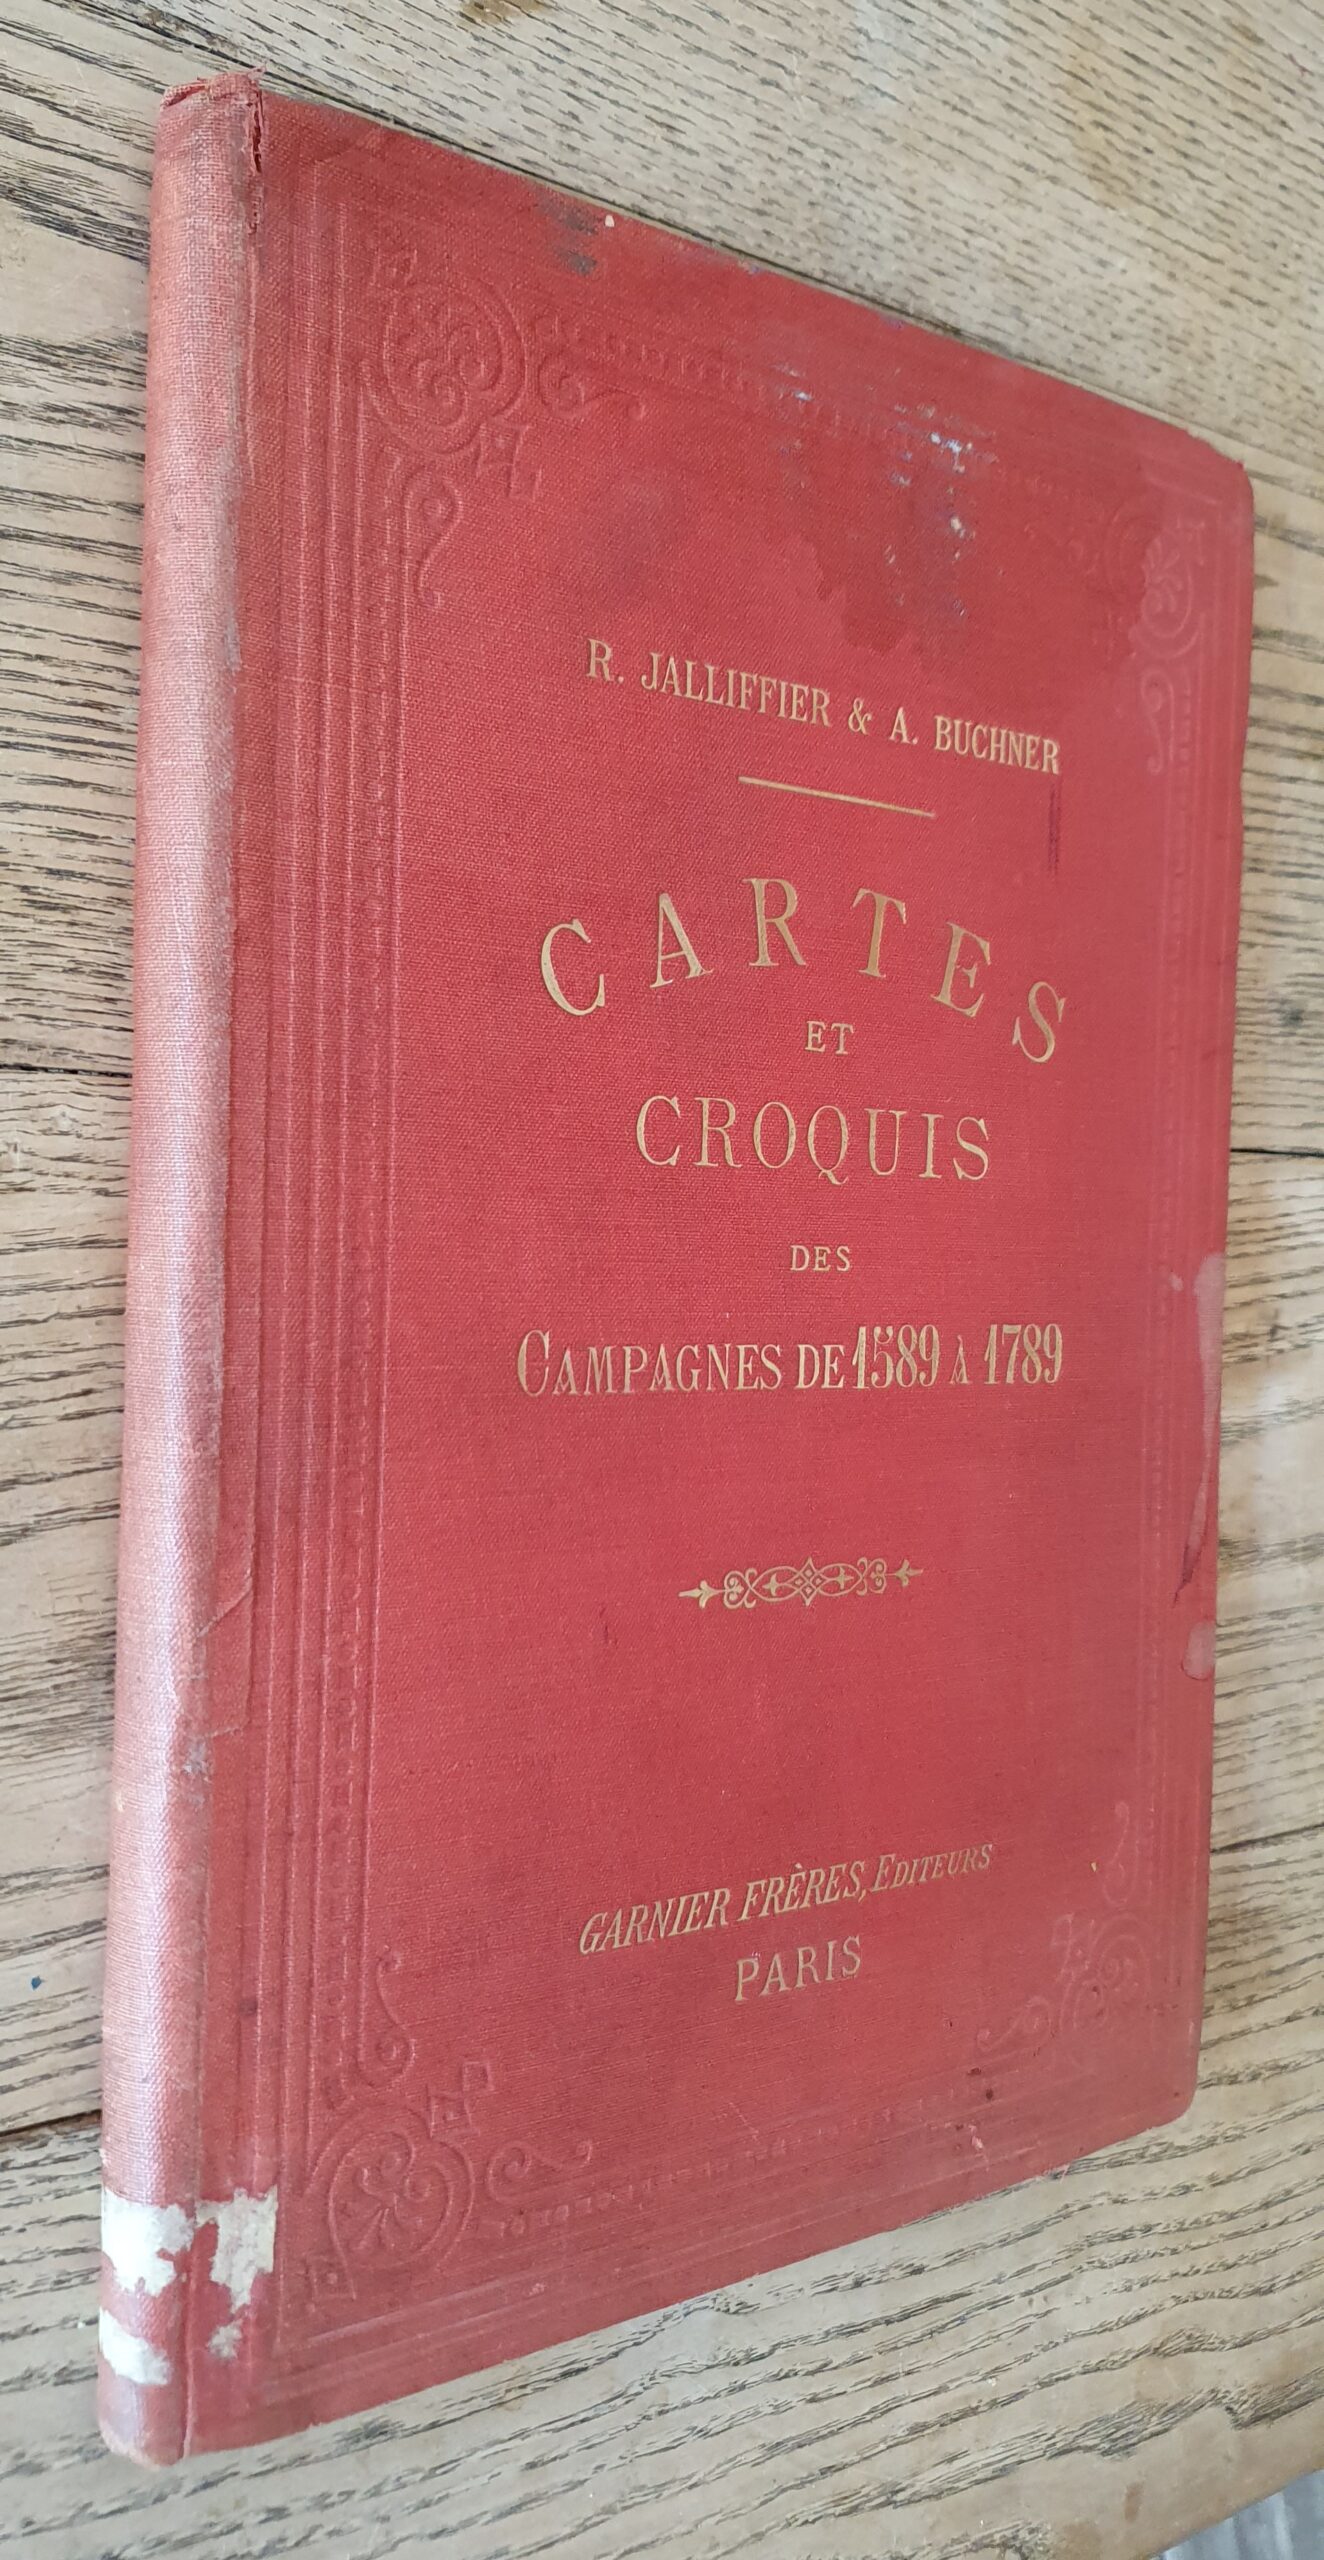 R. JALLIFFIER & A. BUCHNER
CARTES
ET
CROQUIS
DES
CAMPAGNES DE 1589 À 1789
GARNIER FRÈRES, EDITEURS
PARIS